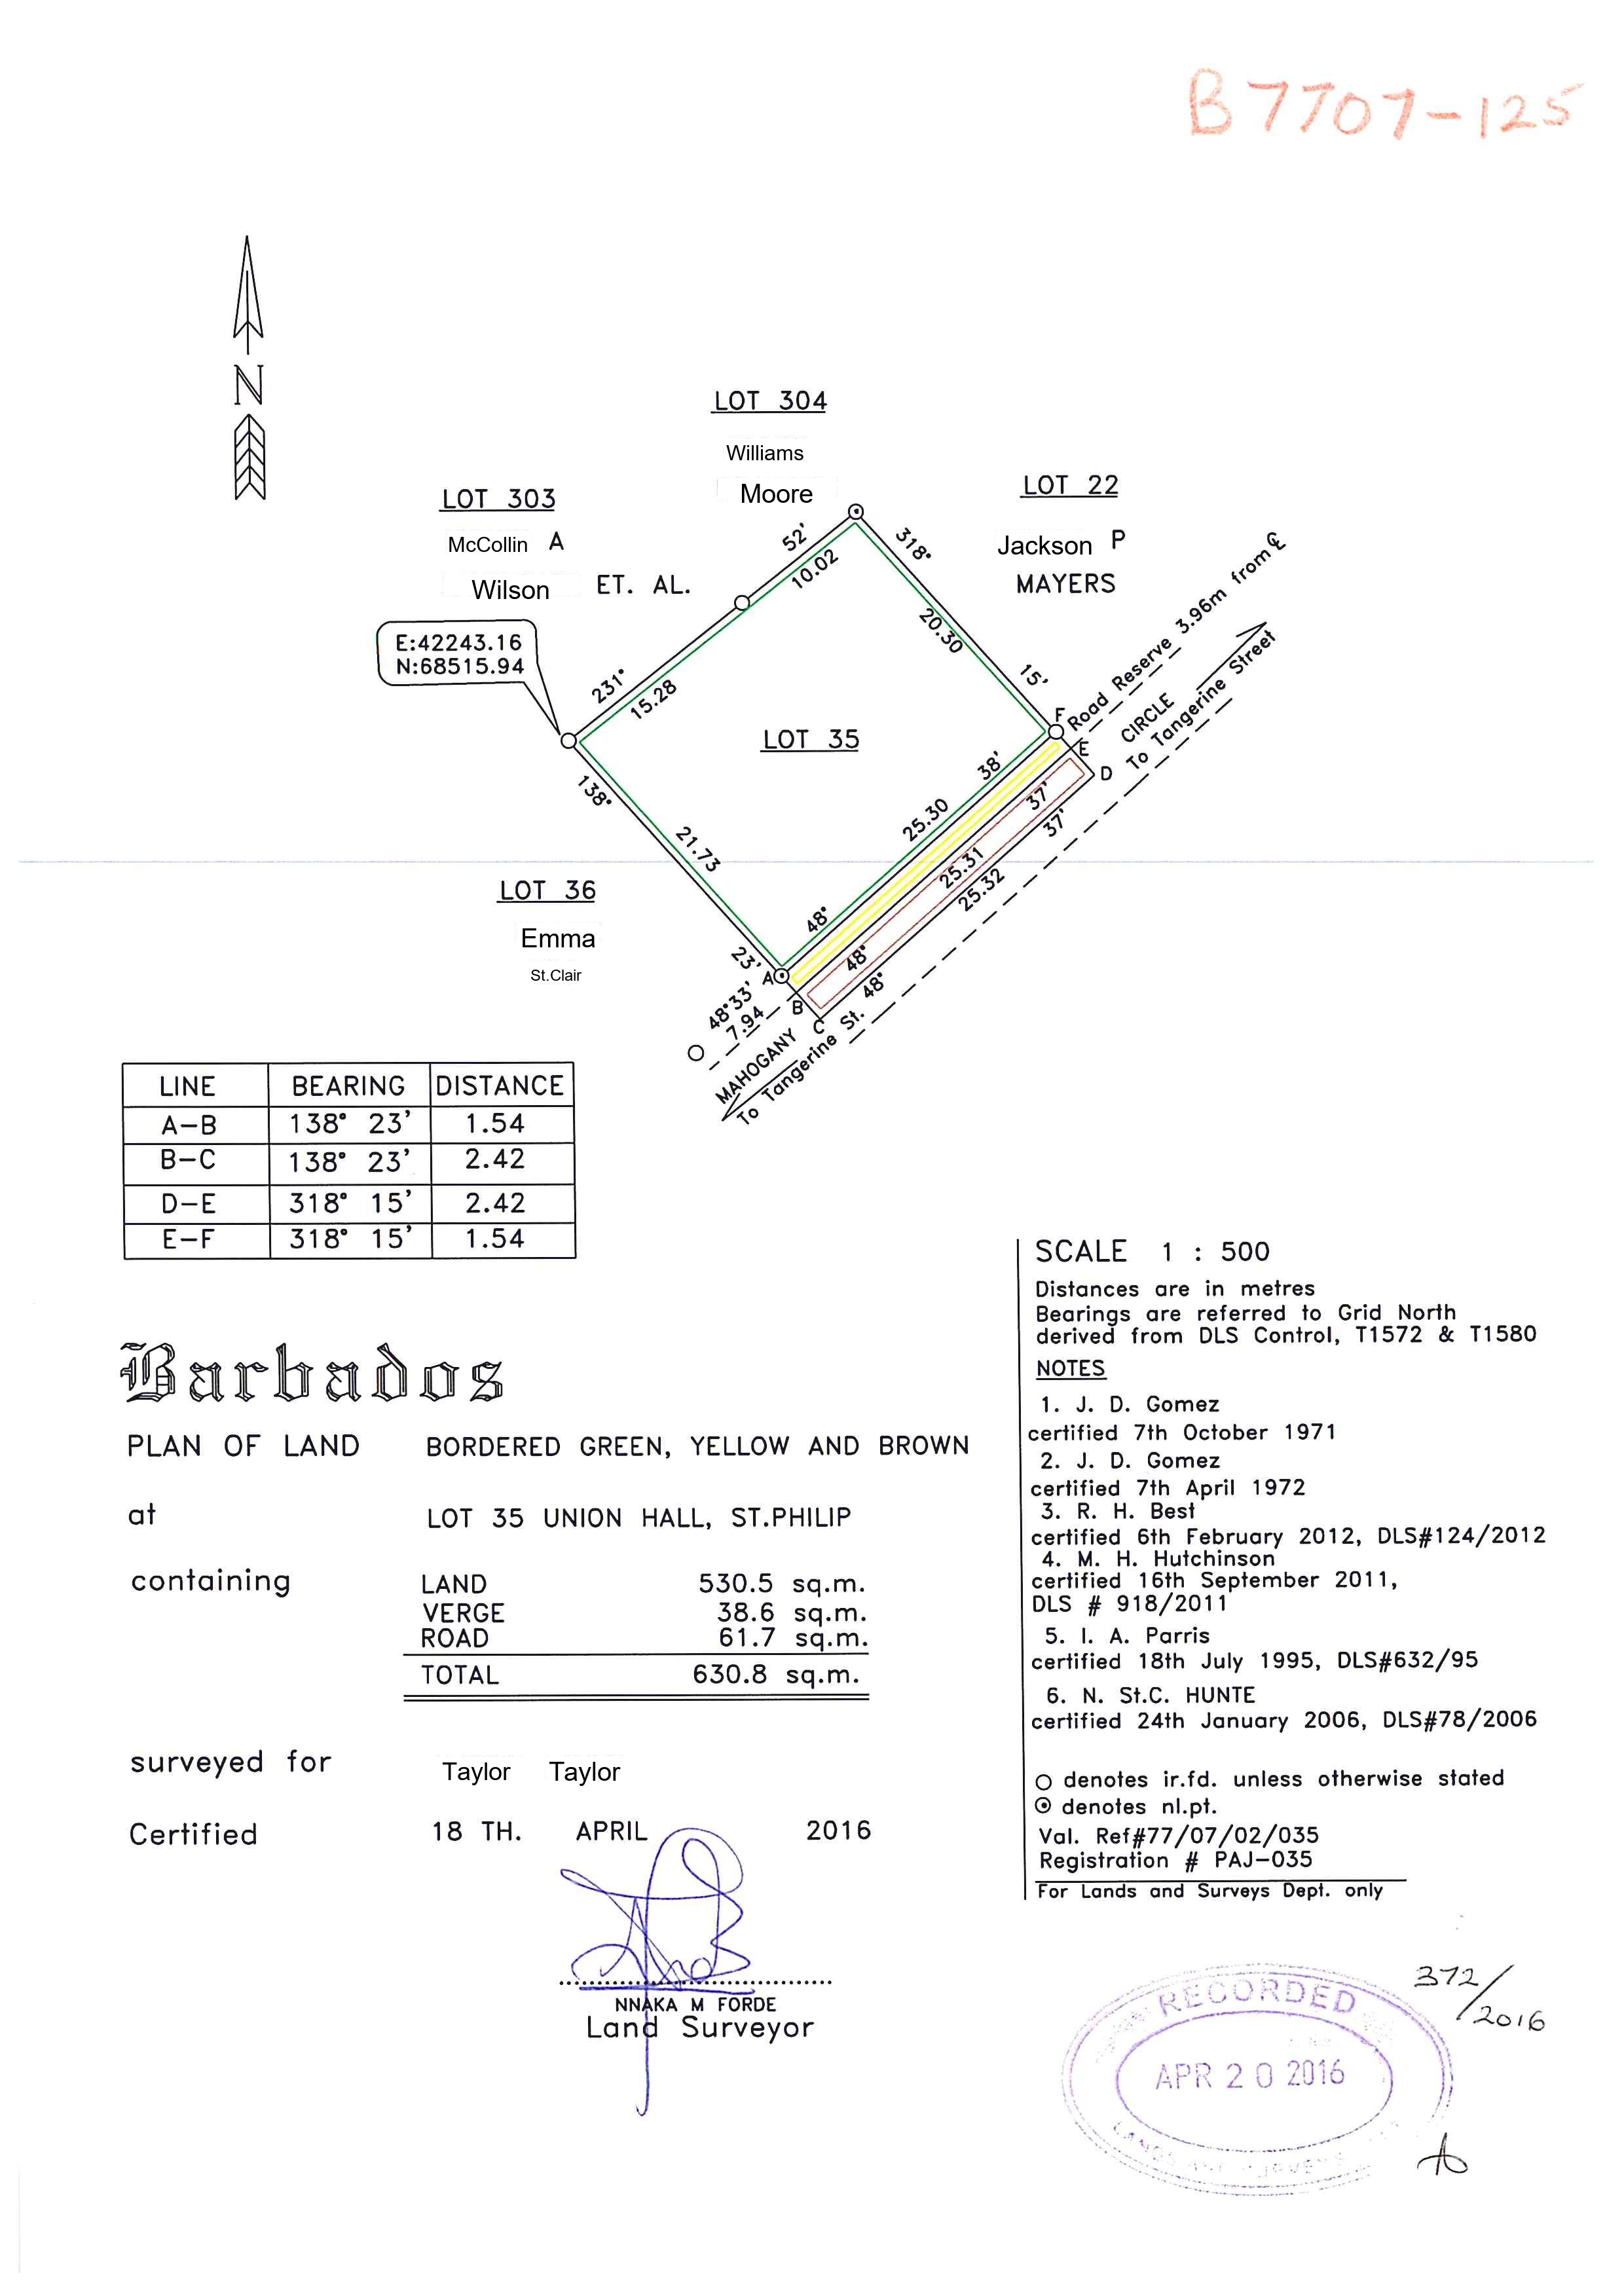 B7707-125
N
LOT 304
Williams
Moore
LOT 303
McCollin A
Wilson ET. AL.
LOT 22
Jackson P
MAYERS
E:42243.16
N:68515.94
52'
10.02
318°
20.30
15'
231°
15.28
LOT 35
138°
21.73
23'
F
E
D
Road Reserve 3.96m from ℄
CIRCLE
To Tangerine Street
38'
25.30
48°
37'
25.31
48°
37'
25.32
48°
LOT 36
Emma
St.Clair
A
B
C
48°33'
7.94
MAHOGANY
To Tangerine St.
LINE BEARING DISTANCE
A-B 138° 23' 1.54
B-C 138° 23' 2.42
D-E 318° 15' 2.42
E-F 318° 15' 1.54
Barbados
PLAN OF LAND BORDERED GREEN, YELLOW AND BROWN
at LOT 35 UNION HALL, ST.PHILIP
containing LAND 530.5 sq.m.
VERGE 38.6 sq.m.
ROAD 61.7 sq.m.
TOTAL 630.8 sq.m.
surveyed for Taylor Taylor
Certified 18 TH. APRIL 2016
NNAKA M FORDE
Land Surveyor
SCALE 1 : 500
Distances are in metres
Bearings are referred to Grid North
derived from DLS Control, T1572 & T1580
NOTES
1. J. D. Gomez
certified 7th October 1971
2. J. D. Gomez
certified 7th April 1972
3. R. H. Best
certified 6th February 2012, DLS#124/2012
4. M. H. Hutchinson
certified 16th September 2011,
DLS # 918/2011
5. I. A. Parris
certified 18th July 1995, DLS#632/95
6. N. St.C. HUNTE
certified 24th January 2006, DLS#78/2006
denotes ir.fd. unless otherwise stated
denotes nl.pt.
Val. Ref#77/07/02/035
Registration # PAJ-035
For Lands and Surveys Dept. only
372/2016
RECORDED
APR 20 2016
LANDS AND SURVEYS